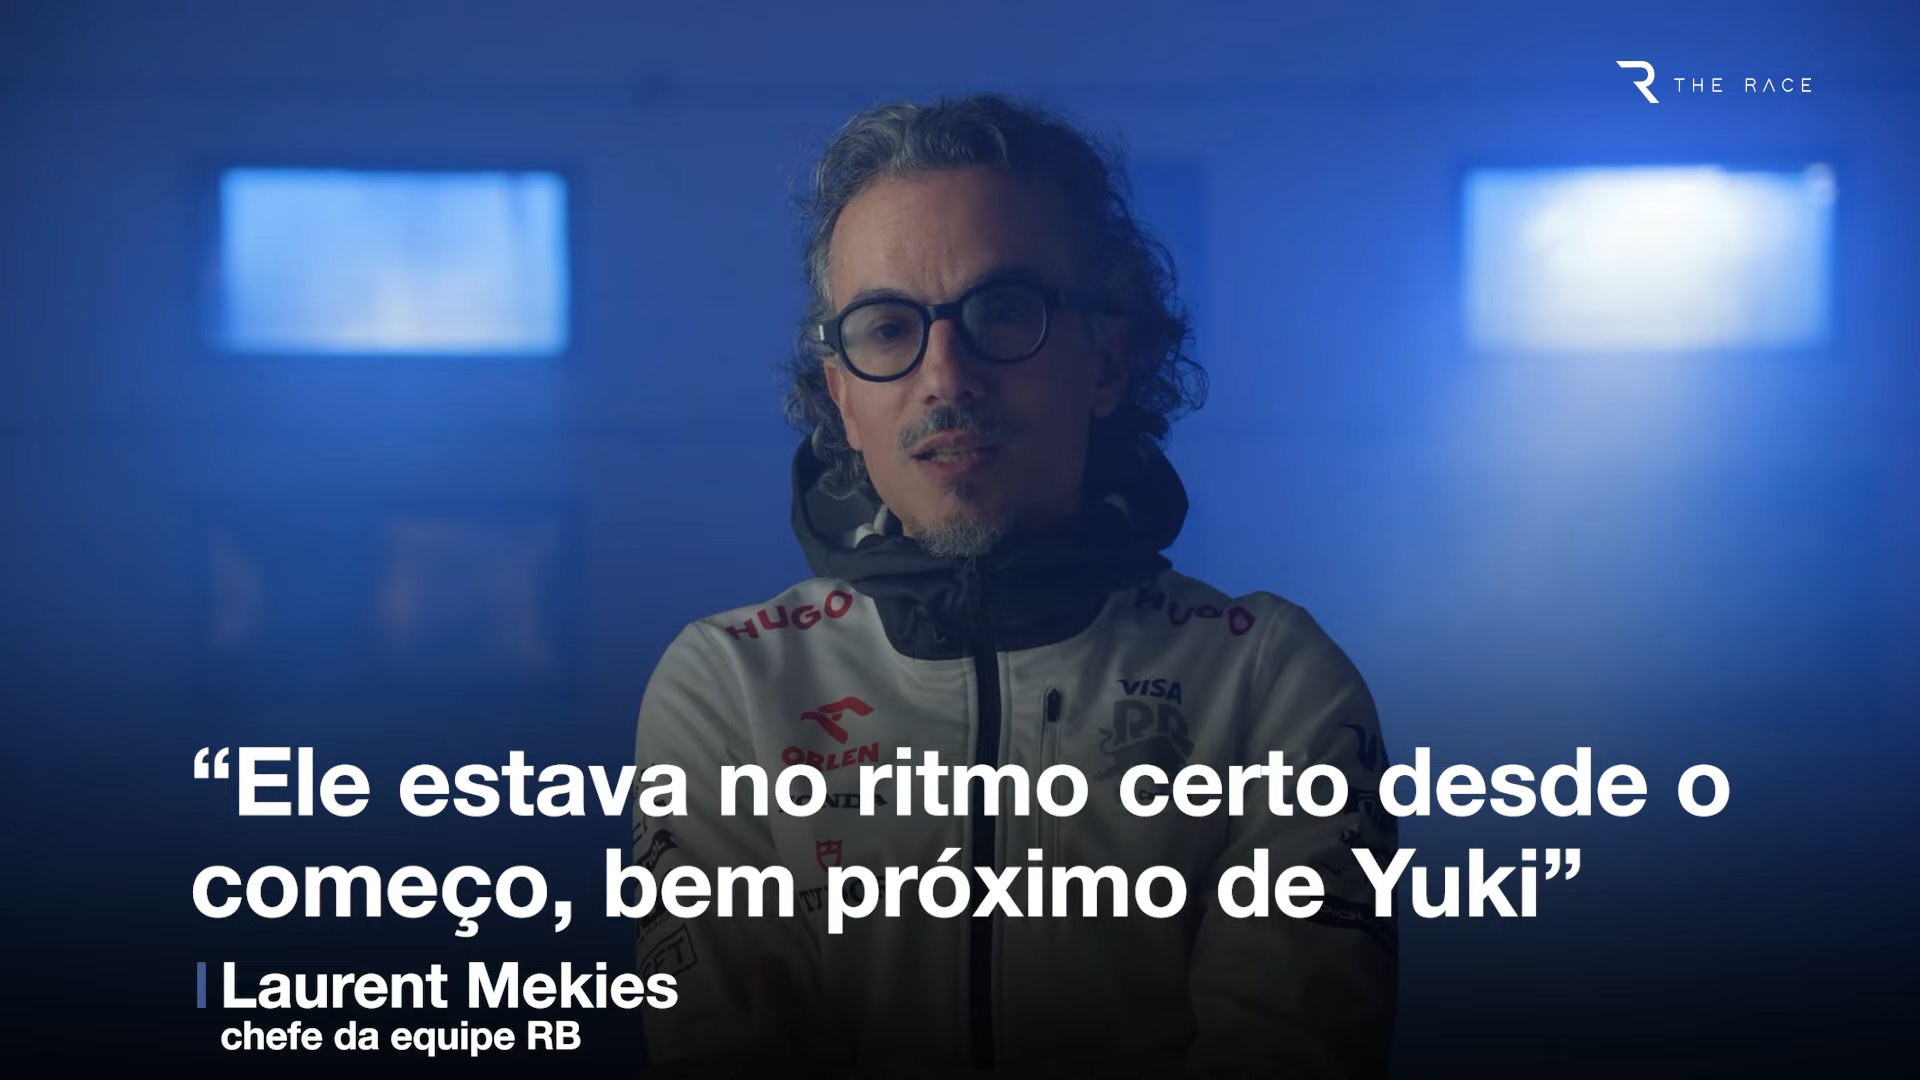 THE RACE
HUGO HUGO
VISA
RB
ORLEN
“Ele estava no ritmo certo desde o
começo, bem próximo de Yuki”
Laurent Mekies
chefe da equipe RB